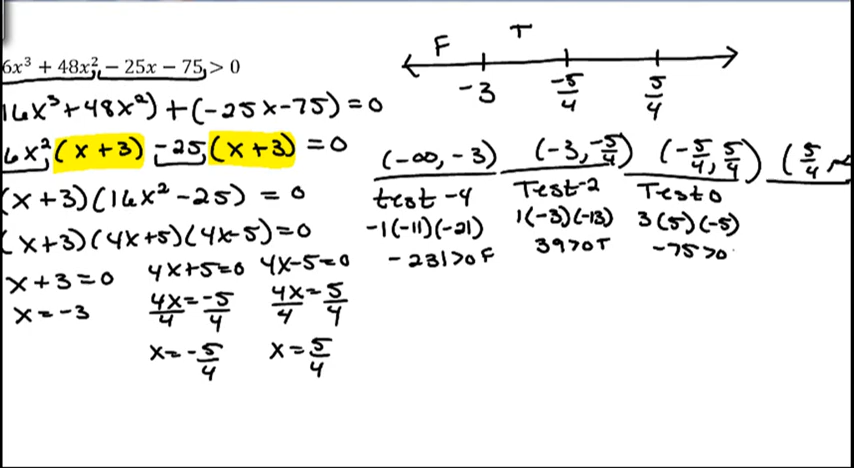 6x³ + 48x² - 25x - 75 > 0
16x³+48x²)+(-25x-75)=0
6x²(x+3)-25(x+3)=0
(x+3)(16x²-25)=0
(x+3)(4x+5)(4x-5)=0
x+3=0 4x+5=0 4x-5=0
x=-3 4x/4=-5/4 4x/4=5/4
x=-5/4 x=5/4
F T
-3 -5/4 5/4
(-∞,-3) (-3,-5/4) (-5/4,5/4) (5/4,
test -4 Test-2 Test 0
-1(-11)(-21) 1(-3)(-13) 3(5)(-5)
-231>0 F 39>0 T -75>0